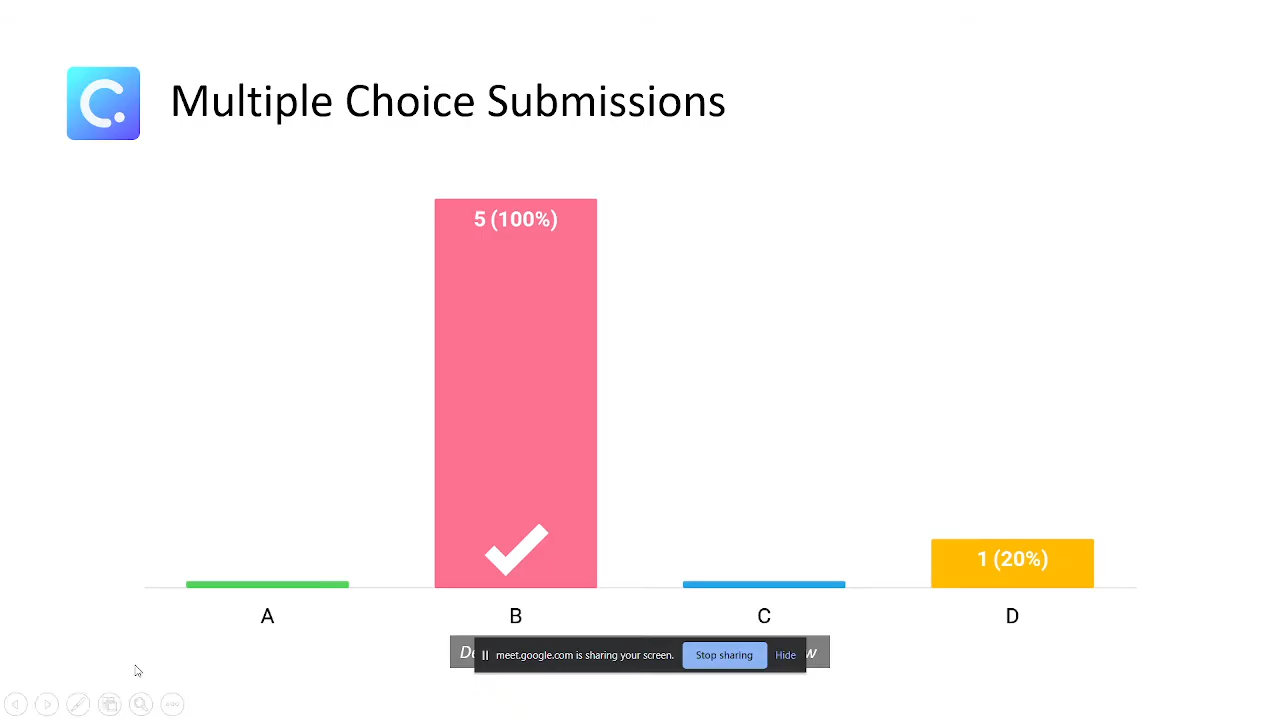 Multiple Choice Submissions
5 (100%)
1 (20%)
A B C D
meet.google.com is sharing your screen. Stop sharing Hide